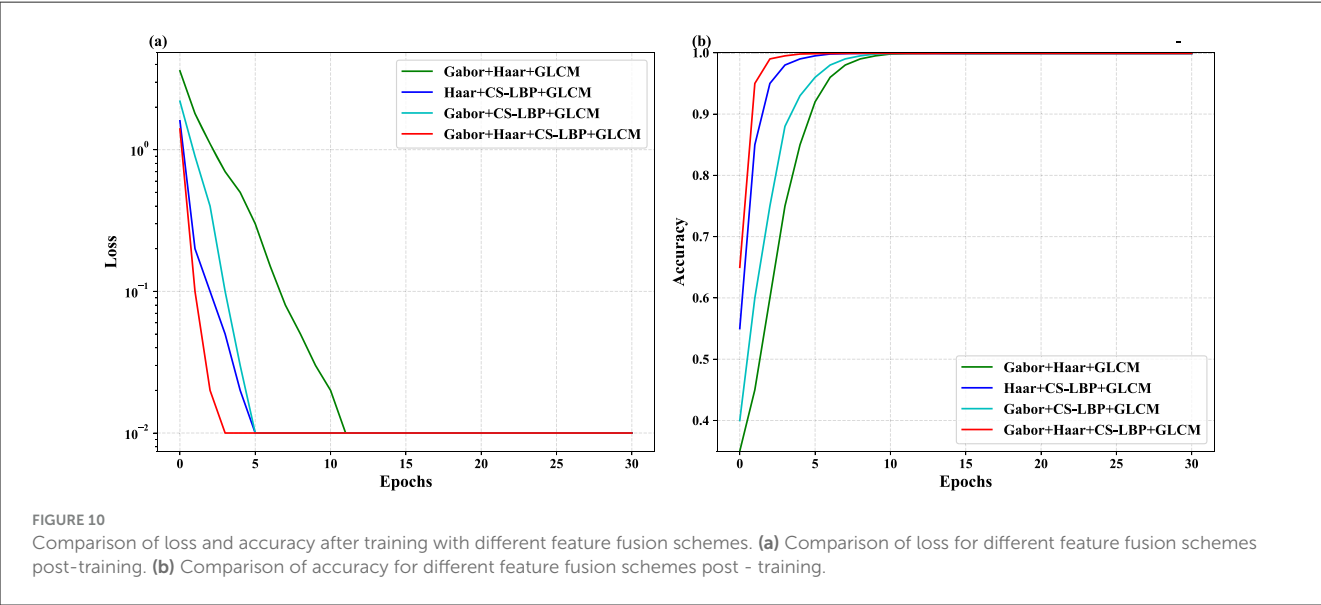 (a)
Gabor+Haar+GLCM
Haar+CS-LBP+GLCM
Gabor+CS-LBP+GLCM
Gabor+Haar+CS-LBP+GLCM
10⁰
10⁻¹
10⁻²
Loss
0 5 10 15 20 25 30
Epochs
(b)
1.0
0.9
0.8
0.7
0.6
0.5
0.4
Accuracy
Gabor+Haar+GLCM
Haar+CS-LBP+GLCM
Gabor+CS-LBP+GLCM
Gabor+Haar+CS-LBP+GLCM
0 5 10 15 20 25 30
Epochs
FIGURE 10
Comparison of loss and accuracy after training with different feature fusion schemes. (a) Comparison of loss for different feature fusion schemes
post-training. (b) Comparison of accuracy for different feature fusion schemes post - training.